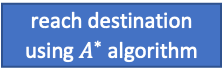 reach destination
using A* algorithm